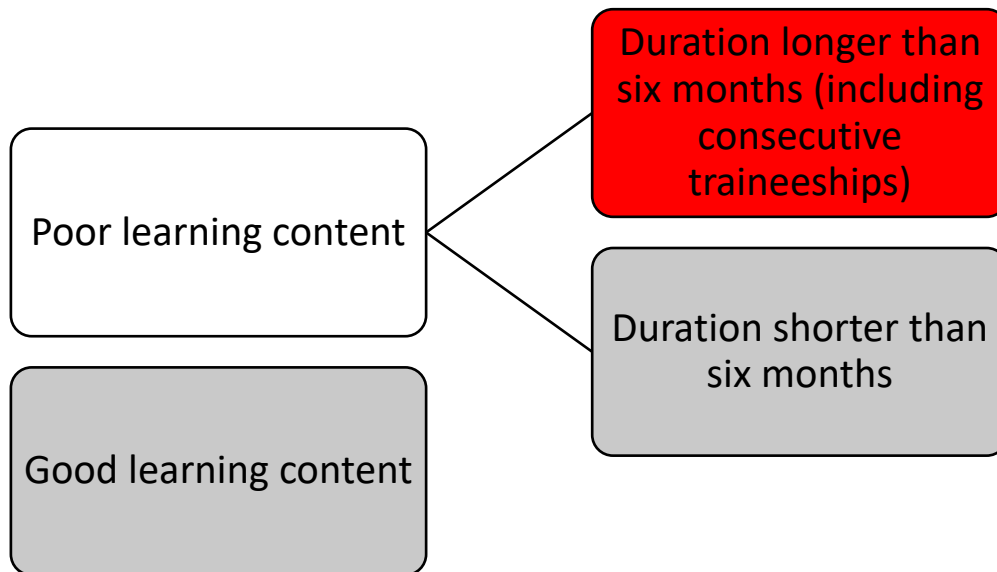 Duration longer than
six months (including
consecutive
traineeships)
Poor learning content
Duration shorter than
six months
Good learning content